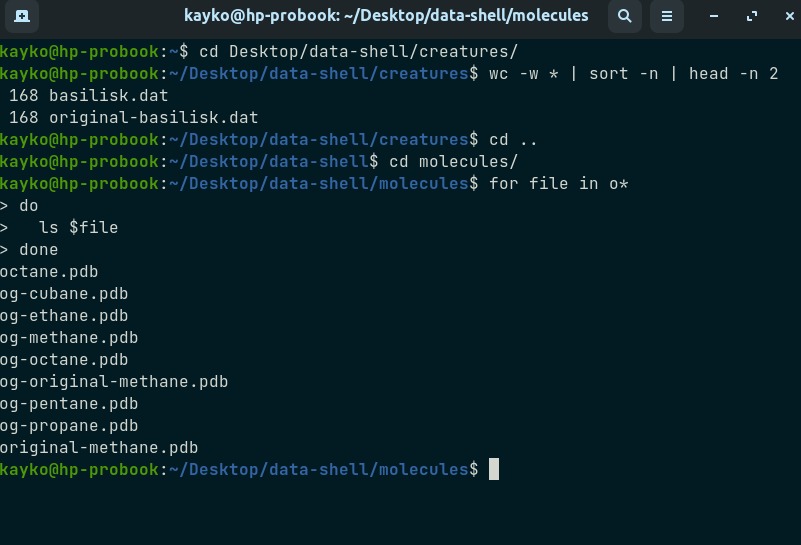 kayko@hp-probook: ~/Desktop/data-shell/molecules
kayko@hp-probook:~$ cd Desktop/data-shell/creatures/
kayko@hp-probook:~/Desktop/data-shell/creatures$ wc -w * | sort -n | head -n 2
 168 basilisk.dat
 168 original-basilisk.dat
kayko@hp-probook:~/Desktop/data-shell/creatures$ cd ..
kayko@hp-probook:~/Desktop/data-shell$ cd molecules/
kayko@hp-probook:~/Desktop/data-shell/molecules$ for file in o*
> do
>   ls $file
> done
octane.pdb
og-cubane.pdb
og-ethane.pdb
og-methane.pdb
og-octane.pdb
og-original-methane.pdb
og-pentane.pdb
og-propane.pdb
original-methane.pdb
kayko@hp-probook:~/Desktop/data-shell/molecules$